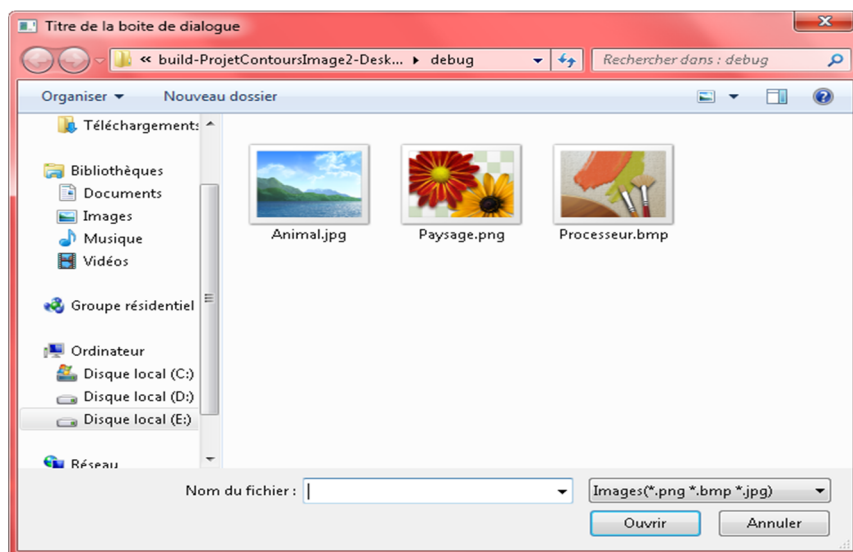 Titre de la boite de dialogue
« build-ProjetContoursImage2-Desk... ▸ debug
Rechercher dans : debug
Organiser
Nouveau dossier
Téléchargements
Bibliothèques
Documents
Images
Musique
Vidéos
Groupe résidentiel
Ordinateur
Disque local (C:)
Disque local (D:)
Disque local (E:)
Réseau
Animal.jpg
Paysage.png
Processeur.bmp
Nom du fichier :
Images(*.png *.bmp *.jpg)
Ouvrir
Annuler